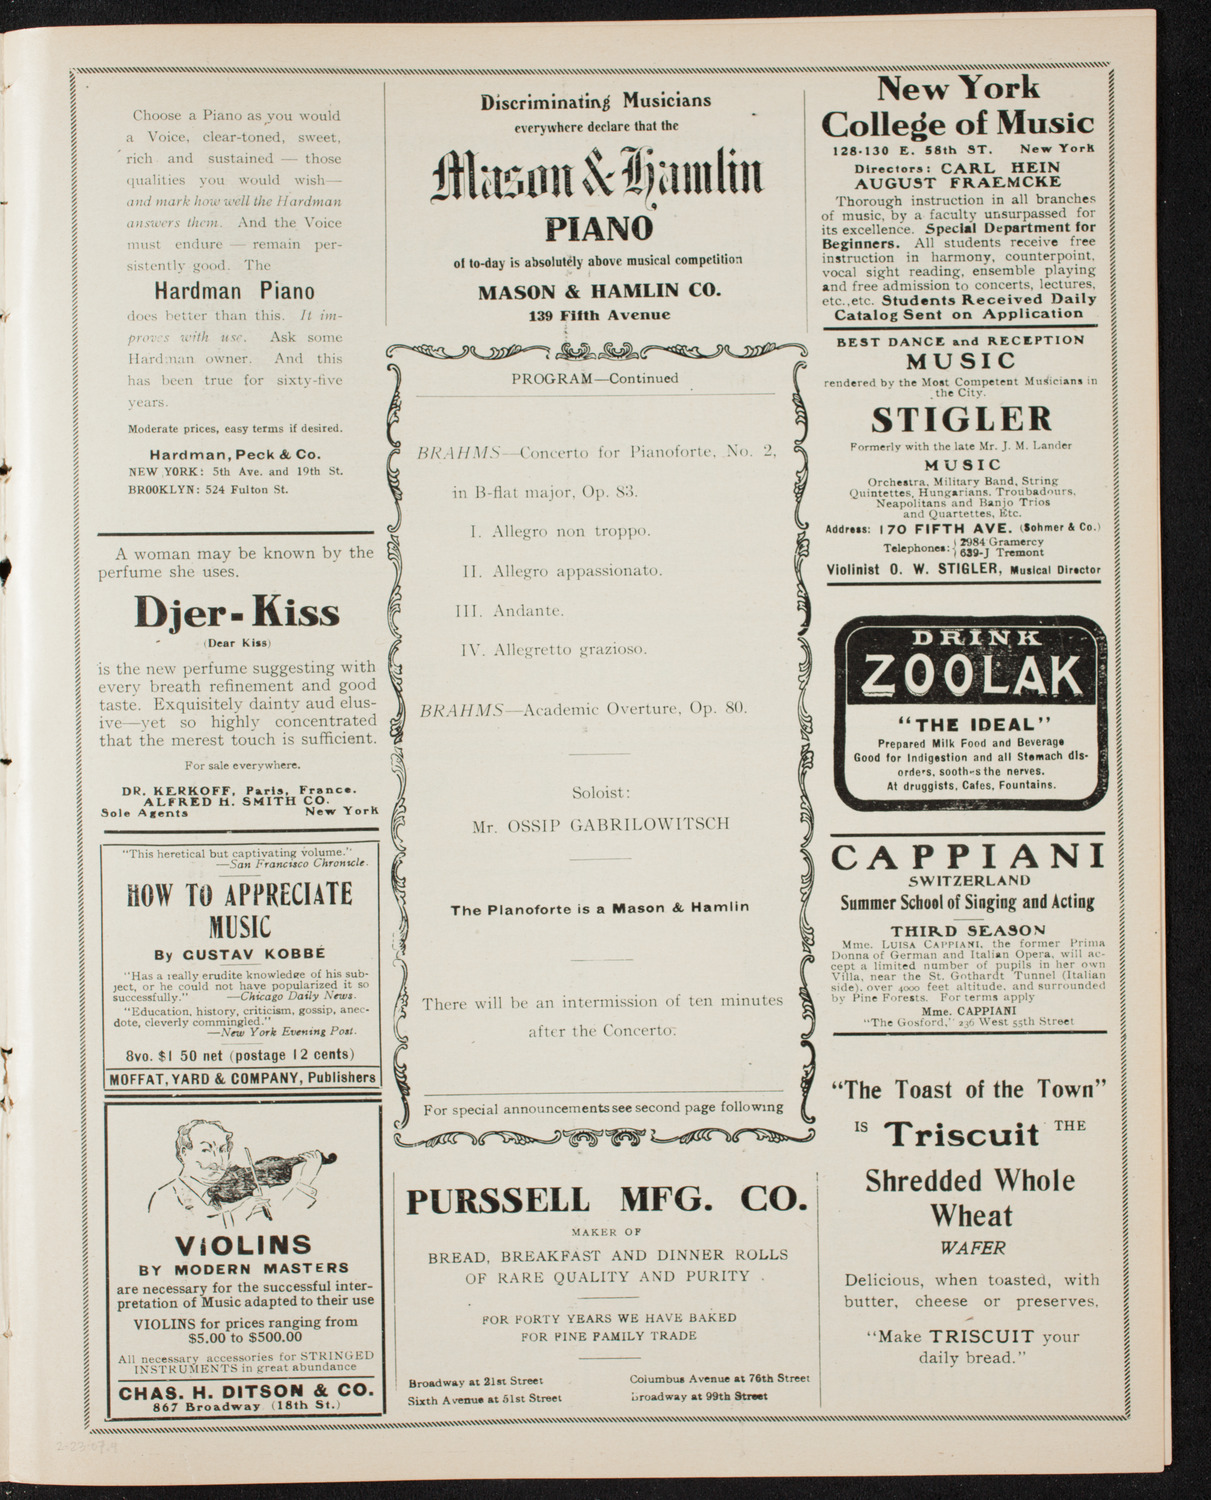 Choose a Piano as you would
a Voice, clear-toned, sweet,
rich and sustained — those
qualities you would wish—
and mark how well the Hardman
answers them. And the Voice
must endure — remain per-
sistently good. The
Hardman Piano
does better than this. It im-
proves with use. Ask some
Hardman owner. And this
has been true for sixty-five
years.
Moderate prices, easy terms if desired.
Hardman, Peck & Co.
NEW YORK: 5th Ave. and 19th St.
BROOKLYN: 524 Fulton St.
A woman may be known by the
perfume she uses.
Djer-Kiss
(Dear Kiss)
is the new perfume suggesting with
every breath refinement and good
taste. Exquisitely dainty aud elus-
ive—yet so highly concentrated
that the merest touch is sufficient.
For sale everywhere.
DR. KERKOFF, Paris, France.
ALFRED H. SMITH CO.
Sole Agents New York
"This heretical but captivating volume."
—San Francisco Chronicle.
HOW TO APPRECIATE
MUSIC
By GUSTAV KOBBÉ
"Has a really erudite knowledge of his sub-
ject, or he could not have popularized it so
successfully." —Chicago Daily News.
"Education, history, criticism, gossip, anec-
dote, cleverly commingled."
—New York Evening Post.
8vo. $1 50 net (postage 12 cents)
MOFFAT, YARD & COMPANY, Publishers
VIOLINS
BY MODERN MASTERS
are necessary for the successful inter-
pretation of Music adapted to their use
VIOLINS for prices ranging from
$5.00 to $500.00
All necessary accessories for STRINGED
INSTRUMENTS in great abundance
CHAS. H. DITSON & CO.
867 Broadway (18th St.)
Discriminating Musicians
everywhere declare that the
Mason & Hamlin
PIANO
of to-day is absolutely above musical competition
MASON & HAMLIN CO.
139 Fifth Avenue
PROGRAM—Continued
BRAHMS—Concerto for Pianoforte, No. 2,
in B-flat major, Op. 83.
I. Allegro non troppo.
II. Allegro appassionato.
III. Andante.
IV. Allegretto grazioso.
BRAHMS—Academic Overture, Op. 80.
Soloist:
Mr. OSSIP GABRILOWITSCH
The Pianoforte is a Mason & Hamlin
There will be an intermission of ten minutes
after the Concerto.
For special announcements see second page following
PURSSELL MFG. CO.
MAKER OF
BREAD, BREAKFAST AND DINNER ROLLS
OF RARE QUALITY AND PURITY.
FOR FORTY YEARS WE HAVE BAKED
FOR FINE FAMILY TRADE
Broadway at 21st Street Columbus Avenue at 76th Street
Sixth Avenue at 51st Street Broadway at 99th Street
New York
College of Music
128-130 E. 58th ST. New York
Directors: CARL HEIN
AUGUST FRAEMCKE
Thorough instruction in all branches
of music, by a faculty unsurpassed for
its excellence. Special Department for
Beginners. All students receive free
instruction in harmony, counterpoint,
vocal sight reading, ensemble playing
and free admission to concerts, lectures,
etc., etc. Students Received Daily
Catalog Sent on Application
BEST DANCE and RECEPTION
MUSIC
rendered by the Most Competent Musicians in
the City.
STIGLER
Formerly with the late Mr. J. M. Lander
MUSIC
Orchestra, Military Band, String
Quintettes, Hungarians, Troubadours,
Neapolitans and Banjo Trios
and Quartettes, Etc.
Address: 170 FIFTH AVE. (Sohmer & Co.)
Telephones: { 2984 Gramercy
639-J Tremont
Violinist O. W. STIGLER, Musical Director
DRINK
ZOOLAK
"THE IDEAL"
Prepared Milk Food and Beverage
Good for Indigestion and all Stomach dis-
orders, soothes the nerves.
At druggists, Cafes, Fountains.
CAPPIANI
SWITZERLAND
Summer School of Singing and Acting
THIRD SEASON
Mme. LUISA CAPPIANI, the former Prima
Donna of German and Italian Opera, will ac-
cept a limited number of pupils in her own
Villa, near the St. Gothardt Tunnel (Italian
side), over 4000 feet altitude, and surrounded
by Pine Forests. For terms apply
Mme. CAPPIANI
"The Gosford," 236 West 55th Street
"The Toast of the Town"
IS Triscuit THE
Shredded Whole
Wheat
WAFER
Delicious, when toasted, with
butter, cheese or preserves.
"Make TRISCUIT your
daily bread."